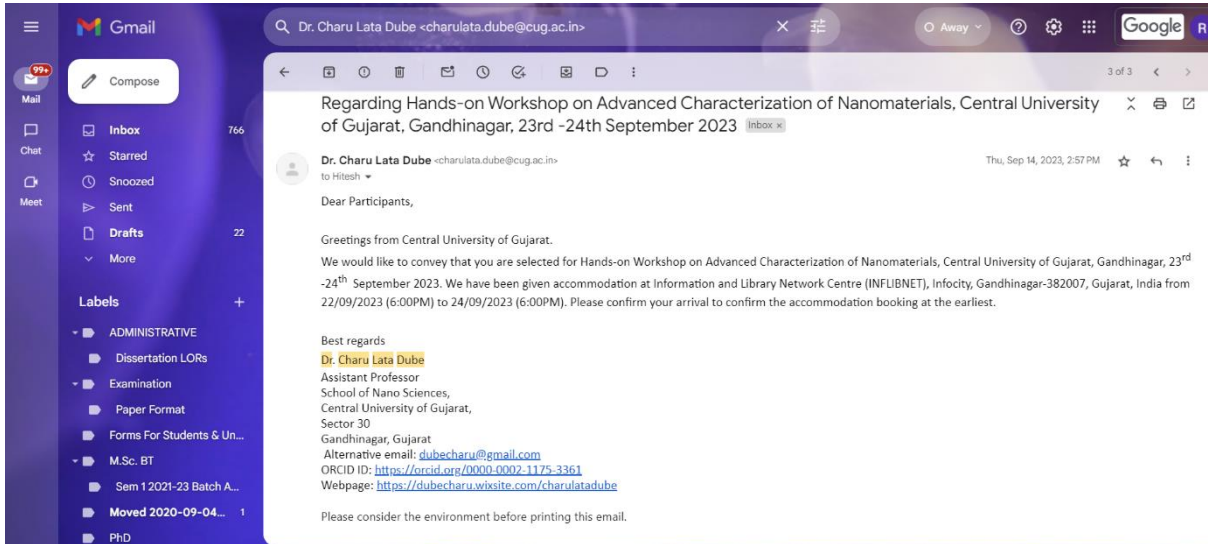 Gmail
Dr. Charu Lata Dube <charulata.dube@cug.ac.in>
Away
Google
R
99+
Mail
Chat
Meet
Compose
Inbox 766
Starred
Snoozed
Sent
Drafts 22
More
Labels +
ADMINISTRATIVE
Dissertation LORs
Examination
Paper Format
Forms For Students & Un...
M.Sc. BT
Sem 1 2021-23 Batch A...
Moved 2020-09-04... 1
PhD
3 of 3
Regarding Hands-on Workshop on Advanced Characterization of Nanomaterials, Central University
of Gujarat, Gandhinagar, 23rd -24th September 2023 Inbox x
Dr. Charu Lata Dube <charulata.dube@cug.ac.in> Thu, Sep 14, 2023, 2:57 PM
to Hitesh
Dear Participants,
Greetings from Central University of Gujarat.
We would like to convey that you are selected for Hands-on Workshop on Advanced Characterization of Nanomaterials, Central University of Gujarat, Gandhinagar, 23rd
-24th September 2023. We have been given accommodation at Information and Library Network Centre (INFLIBNET), Infocity, Gandhinagar-382007, Gujarat, India from
22/09/2023 (6:00PM) to 24/09/2023 (6:00PM). Please confirm your arrival to confirm the accommodation booking at the earliest.
Best regards
Dr. Charu Lata Dube
Assistant Professor
School of Nano Sciences,
Central University of Gujarat,
Sector 30
Gandhinagar, Gujarat
Alternative email: dubecharu@gmail.com
ORCID ID: https://orcid.org/0000-0002-1175-3361
Webpage: https://dubecharu.wixsite.com/charulatadube
Please consider the environment before printing this email.